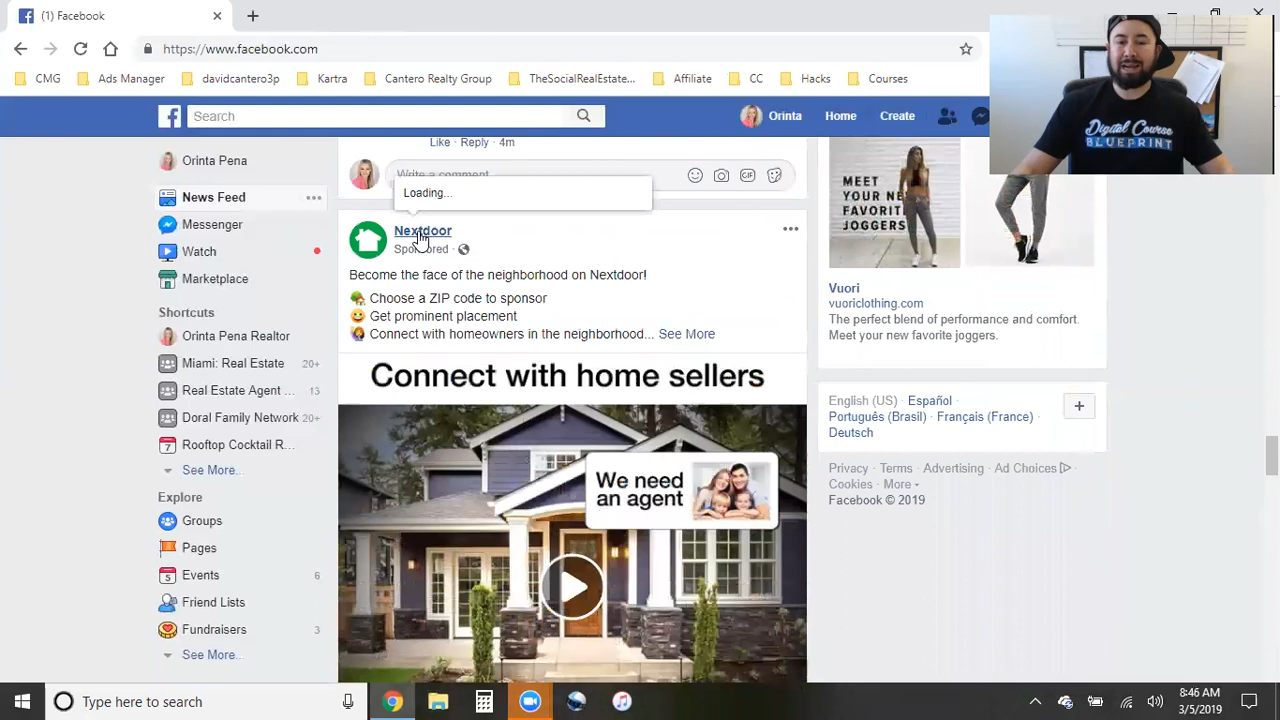 (1) Facebook
https://www.facebook.com
CMG
Ads Manager
davidcantero3p
Kartra
Cantero Realty Group
TheSocialRealEstate...
Affiliate
CC
Hacks
Courses
Digital Course
BLUEPRINT
Search
Orinta
Home
Create
Like · Reply · 4m
Write a comment
Loading...
Orinta Pena
News Feed
Messenger
Watch
Marketplace
Shortcuts
Orinta Pena Realtor
Miami: Real Estate 20+
Real Estate Agent ... 13
Doral Family Network 20+
Rooftop Cocktail R...
See More...
Explore
Groups
Pages
Events 6
Friend Lists
Fundraisers 3
See More...
Nextdoor
Sponsored ·
Become the face of the neighborhood on Nextdoor!
Choose a ZIP code to sponsor
Get prominent placement
Connect with homeowners in the neighborhood... See More
Connect with home sellers
We need
an agent
MEET YOUR
NEW
FAVORITE
JOGGERS.
Vuori
vuoriclothing.com
The perfect blend of performance and comfort.
Meet your new favorite joggers.
English (US) · Español ·
Português (Brasil) · Français (France) ·
Deutsch
Privacy · Terms · Advertising · Ad Choices ·
Cookies · More
Facebook © 2019
Type here to search
8:46 AM
3/5/2019